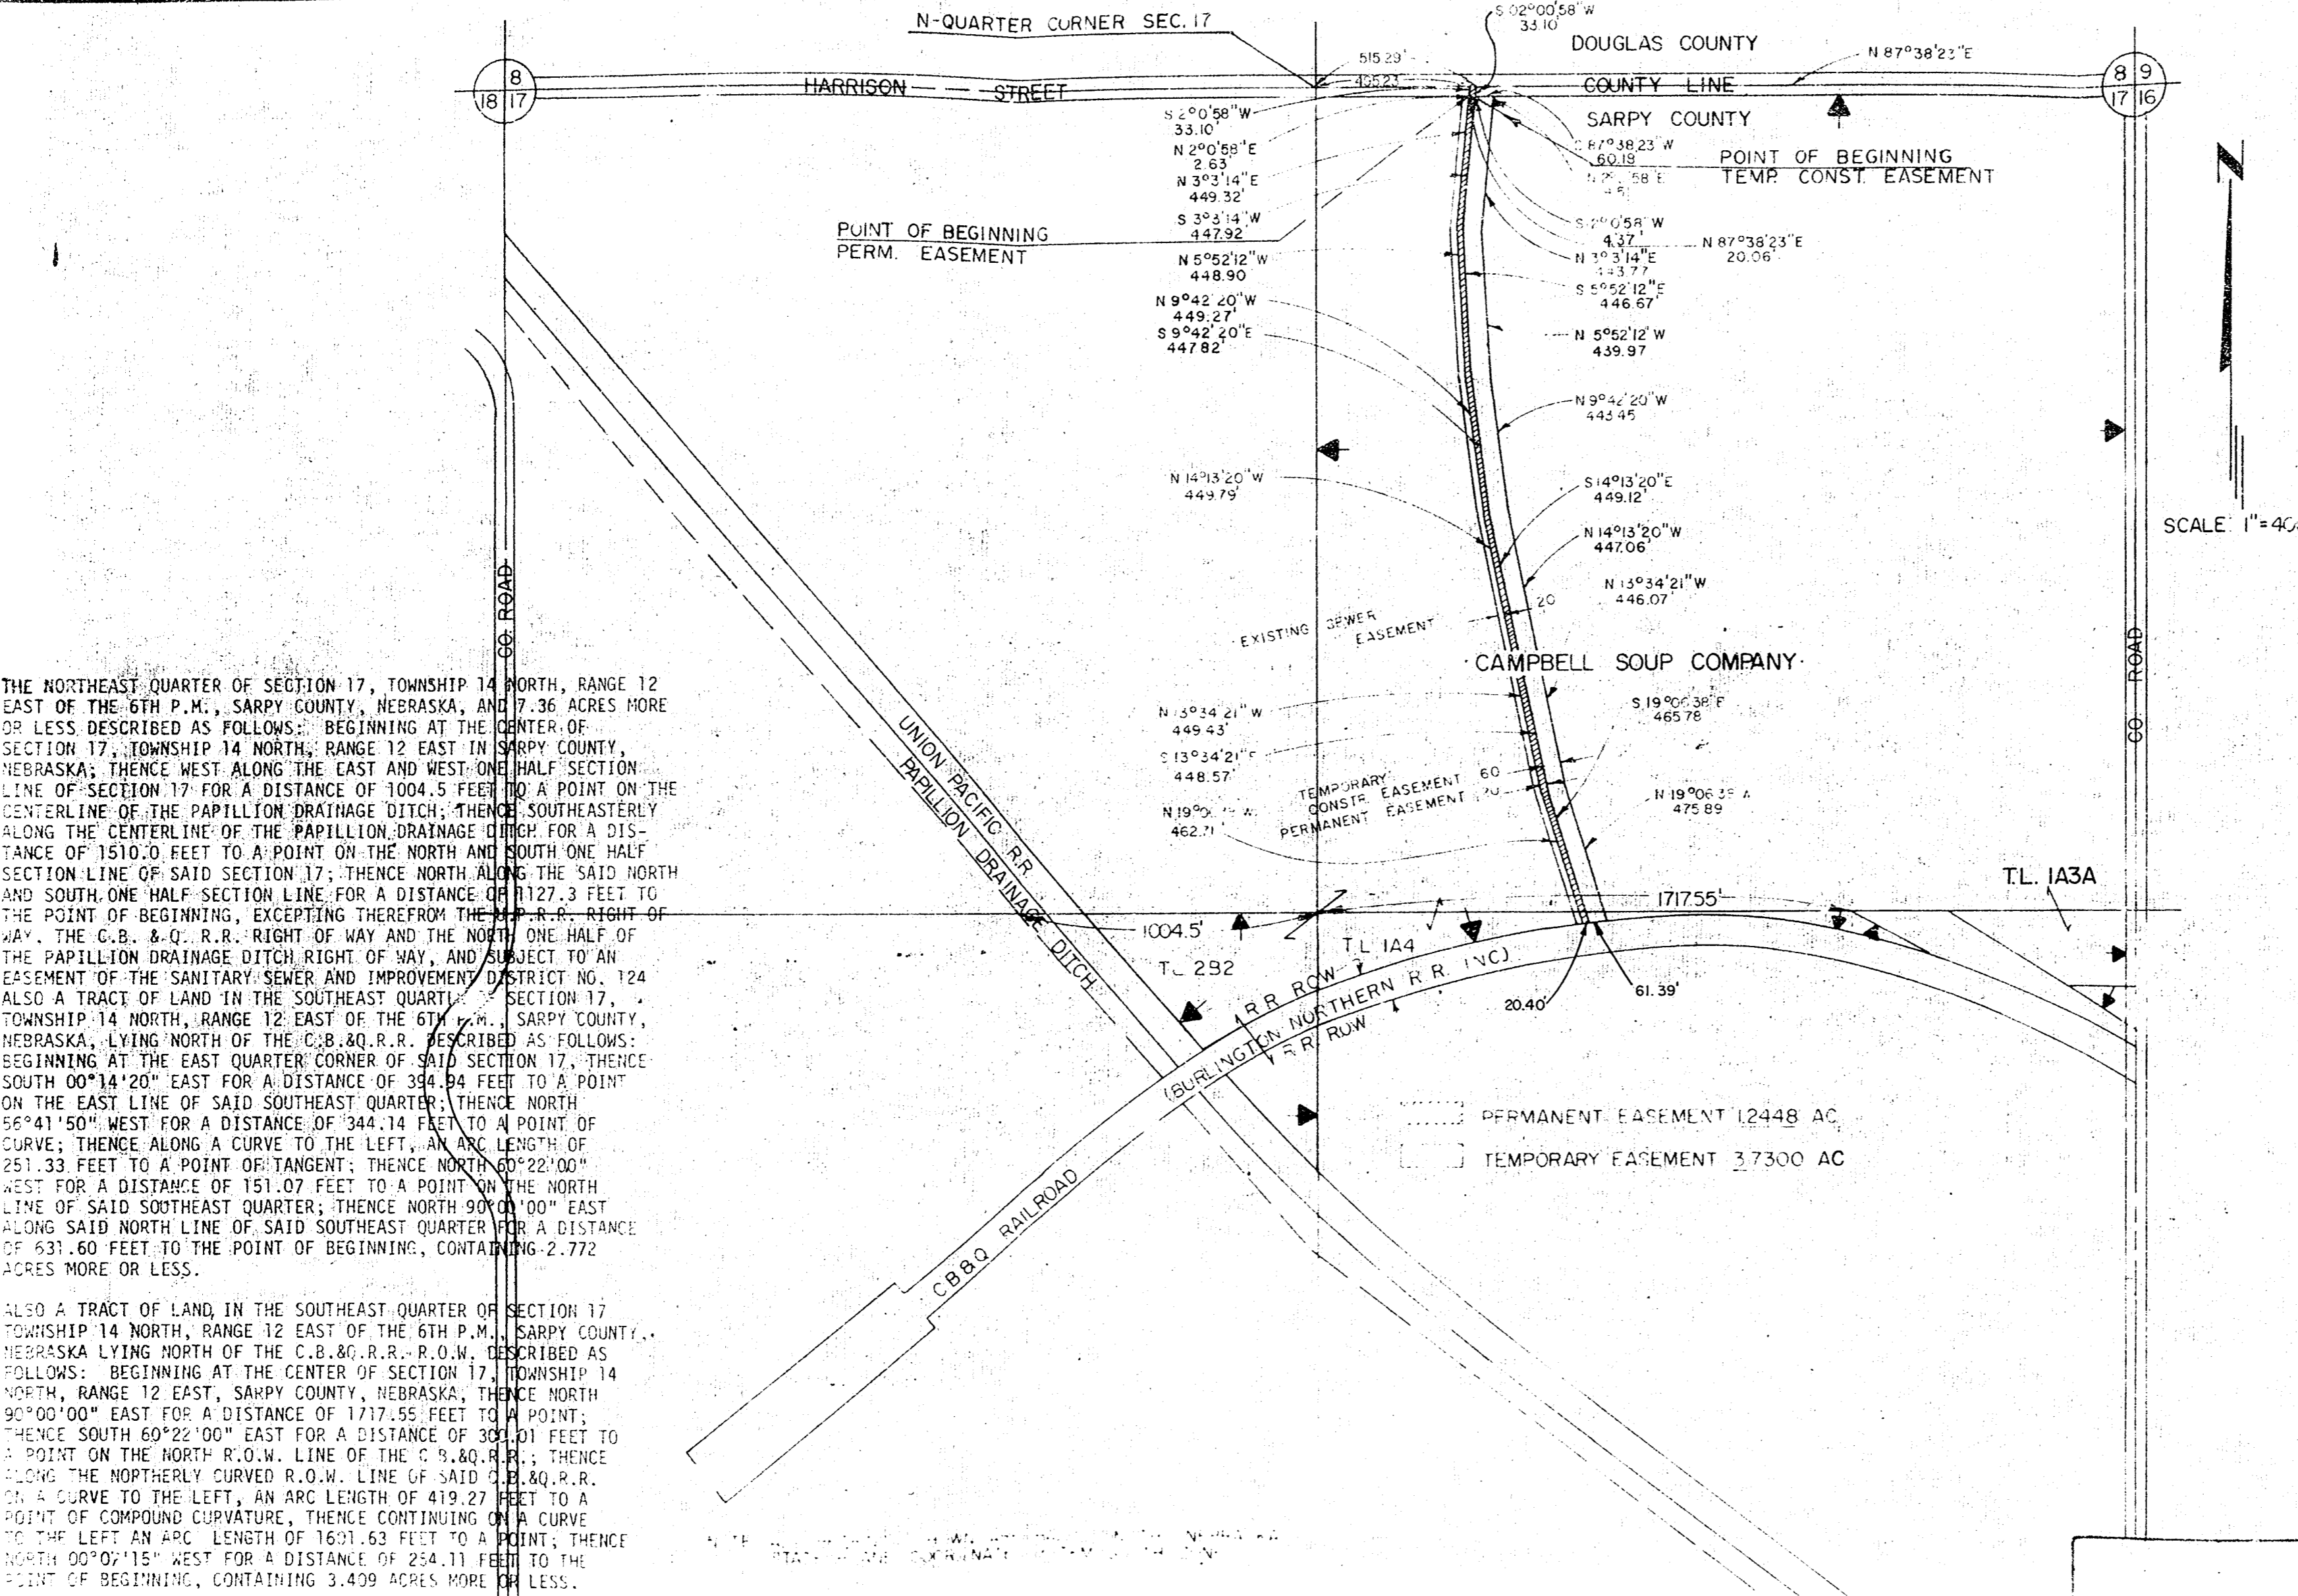 N-QUARTER CORNER SEC. 17
S 02°00'58"W
33.10'
DOUGLAS COUNTY
N 87°38'23"E
515.29'
8
18 17
HARRISON STREET
COUNTY LINE
8 9
17 16
SARPY COUNTY
S 2°0'58"W
33.10'
N 2°0'58"E
2.63'
N 3°3'14"E
449.32'
S 3°3'14"W
447.92'
N 5°52'12"W
448.90
N 9°42'20"W
449.27'
S 9°42'20"E
447.82'
N 14°13'20"W
449.79'
POINT OF BEGINNING
PERM. EASEMENT
S 87°38'23"W
60.19
POINT OF BEGINNING
TEMP. CONST. EASEMENT
S 2°0'58"W
4.37'
N 87°38'23"E
20.06'
N 3°3'14"E
443.77
S 5°52'12"E
446.67'
N 5°52'12"W
439.97
N 9°42'20"W
443.45
S 14°13'20"E
449.12'
N 14°13'20"W
447.06'
N 13°34'21"W
446.07'
N
SCALE: 1"=
CO. ROAD
CO ROAD
20
EXISTING SEWER
EASEMENT
CAMPBELL SOUP COMPANY
N 13°34'21"W
449.43'
S 13°34'21"E
448.57'
462.71'
S 19°06'38"E
465.78
475.89
TEMPORARY
CONSTR. EASEMENT 60
PERMANENT EASEMENT 20
UNION PACIFIC R.R
PAPILLION DRAINAGE DITCH
1717.55'
T.L. 1A3A
1004.5'
T.L. 1A4
TL 2B2
R.R ROW
(BURLINGTON NORTHERN R.R. INC)
R.R. ROW
20.40'
61.39'
PERMANENT EASEMENT 1.2448 AC
TEMPORARY EASEMENT 3.7300 AC
C.B.&Q RAILROAD
THE NORTHEAST QUARTER OF SECTION 17, TOWNSHIP 14 NORTH, RANGE 12
EAST OF THE 6TH P.M., SARPY COUNTY, NEBRASKA, AND 7.36 ACRES MORE
OR LESS DESCRIBED AS FOLLOWS: BEGINNING AT THE CENTER OF
SECTION 17, TOWNSHIP 14 NORTH, RANGE 12 EAST IN SARPY COUNTY,
NEBRASKA; THENCE WEST ALONG THE EAST AND WEST ONE HALF SECTION
LINE OF SECTION 17 FOR A DISTANCE OF 1004.5 FEET TO A POINT ON THE
CENTERLINE OF THE PAPILLION DRAINAGE DITCH; THENCE SOUTHEASTERLY
ALONG THE CENTERLINE OF THE PAPILLION DRAINAGE DITCH FOR A DIS-
TANCE OF 1510.0 FEET TO A POINT ON THE NORTH AND SOUTH ONE HALF
SECTION LINE OF SAID SECTION 17; THENCE NORTH ALONG THE SAID NORTH
AND SOUTH ONE HALF SECTION LINE FOR A DISTANCE OF 1127.3 FEET TO
THE POINT OF BEGINNING, EXCEPTING THEREFROM THE U.P.R.R. RIGHT OF
WAY, THE C.B. & Q. R.R. RIGHT OF WAY AND THE NORTH ONE HALF OF
THE PAPILLION DRAINAGE DITCH RIGHT OF WAY, AND SUBJECT TO AN
EASEMENT OF THE SANITARY SEWER AND IMPROVEMENT DISTRICT NO. 124
ALSO A TRACT OF LAND IN THE SOUTHEAST QUARTER OF SECTION 17,
TOWNSHIP 14 NORTH, RANGE 12 EAST OF THE 6TH P.M., SARPY COUNTY,
NEBRASKA, LYING NORTH OF THE C.B.&Q.R.R. DESCRIBED AS FOLLOWS:
BEGINNING AT THE EAST QUARTER CORNER OF SAID SECTION 17, THENCE
SOUTH 00°14'20" EAST FOR A DISTANCE OF 394.94 FEET TO A POINT
ON THE EAST LINE OF SAID SOUTHEAST QUARTER; THENCE NORTH
56°41'50" WEST FOR A DISTANCE OF 344.14 FEET TO A POINT OF
CURVE; THENCE ALONG A CURVE TO THE LEFT, AN ARC LENGTH OF
251.33 FEET TO A POINT OF TANGENT; THENCE NORTH 60°22'00"
WEST FOR A DISTANCE OF 151.07 FEET TO A POINT ON THE NORTH
LINE OF SAID SOUTHEAST QUARTER; THENCE NORTH 90°00'00" EAST
ALONG SAID NORTH LINE OF SAID SOUTHEAST QUARTER FOR A DISTANCE
OF 631.60 FEET TO THE POINT OF BEGINNING, CONTAINING 2.772
ACRES MORE OR LESS.
ALSO A TRACT OF LAND IN THE SOUTHEAST QUARTER OF SECTION 17
TOWNSHIP 14 NORTH, RANGE 12 EAST OF THE 6TH P.M., SARPY COUNTY,
NEBRASKA LYING NORTH OF THE C.B.&Q.R.R. R.O.W. DESCRIBED AS
FOLLOWS: BEGINNING AT THE CENTER OF SECTION 17, TOWNSHIP 14
NORTH, RANGE 12 EAST, SARPY COUNTY, NEBRASKA, THENCE NORTH
90°00'00" EAST FOR A DISTANCE OF 1717.55 FEET TO A POINT;
THENCE SOUTH 60°22'00" EAST FOR A DISTANCE OF 300.01 FEET TO
A POINT ON THE NORTH R.O.W. LINE OF THE C.B.&Q.R.R.; THENCE
ALONG THE NORTHERLY CURVED R.O.W. LINE OF SAID C.B.&Q.R.R.
ON A CURVE TO THE LEFT, AN ARC LENGTH OF 419.27 FEET TO A
POINT OF COMPOUND CURVATURE, THENCE CONTINUING ON A CURVE
TO THE LEFT AN ARC LENGTH OF 1691.63 FEET TO A POINT; THENCE
NORTH 00°07'15" WEST FOR A DISTANCE OF 254.11 FEET TO THE
POINT OF BEGINNING, CONTAINING 3.409 ACRES MORE OR LESS.